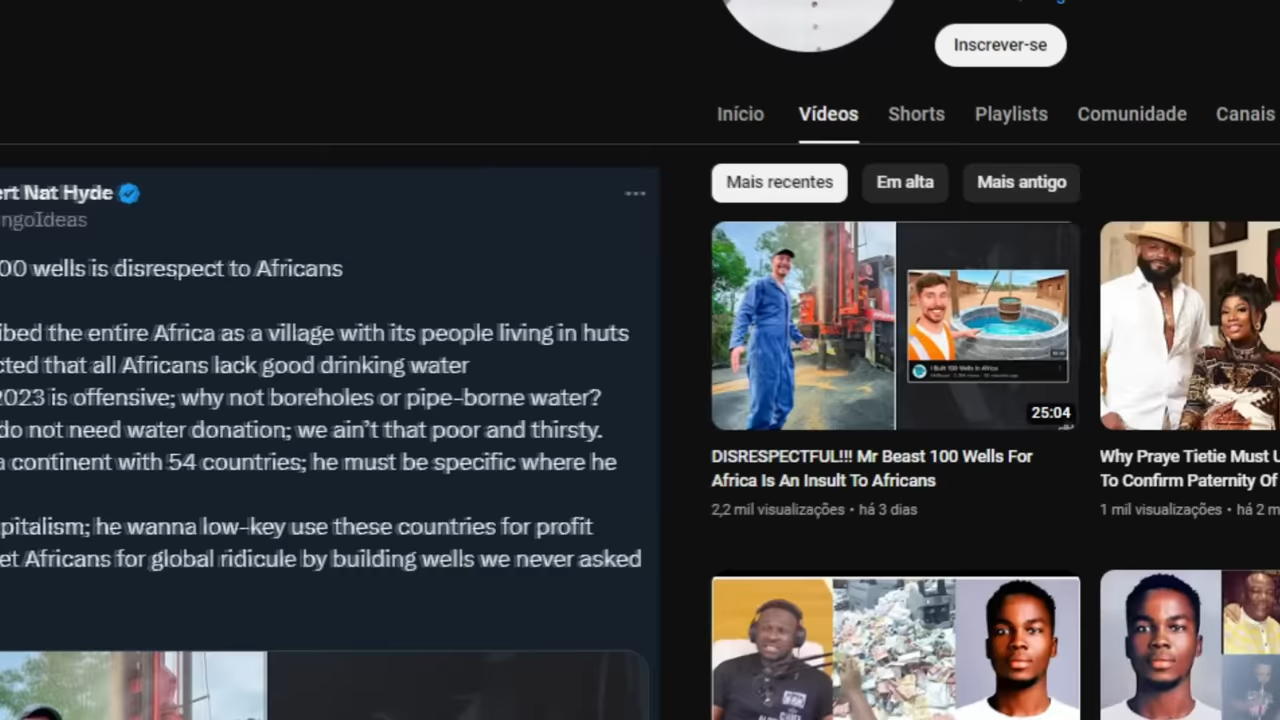 Inscrever-se
Início Vídeos Shorts Playlists Comunidade Canais
rt Nat Hyde
ngoIdeas
00 wells is disrespect to Africans
ibed the entire Africa as a village with its people living in huts
cted that all Africans lack good drinking water
2023 is offensive; why not boreholes or pipe-borne water?
do not need water donation; we ain't that poor and thirsty.
a continent with 54 countries; he must be specific where he
pitalism; he wanna low-key use these countries for profit
et Africans for global ridicule by building wells we never asked
Mais recentes Em alta Mais antigo
I Built 100 Wells In Africa
25:04
DISRESPECTFUL!!! Mr Beast 100 Wells For
Africa Is An Insult To Africans
2,2 mil visualizações • há 3 dias
Why Praye Tietie Must U
To Confirm Paternity Of
1 mil visualizações • há 2 m